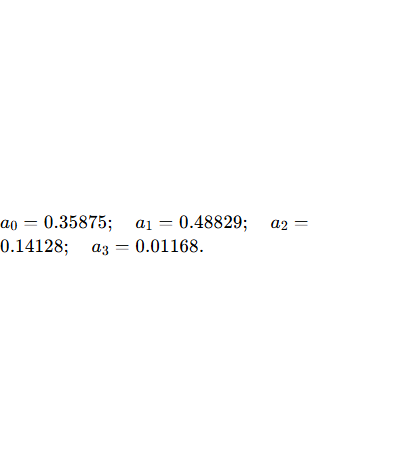 a₀ = 0.35875; a₁ = 0.48829; a₂ =
0.14128; a₃ = 0.01168.